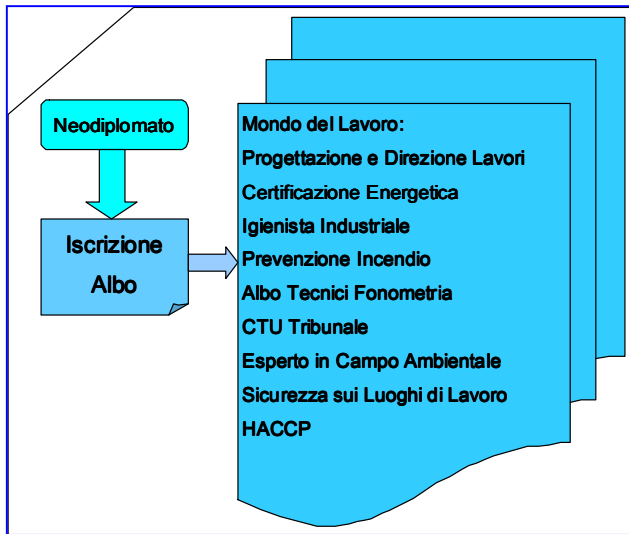 Neodiplomato
Iscrizione
Albo
Mondo del Lavoro:
Progettazione e Direzione Lavori
Certificazione Energetica
Igienista Industriale
Prevenzione Incendio
Albo Tecnici Fonometria
CTU Tribunale
Esperto in Campo Ambientale
Sicurezza sui Luoghi di Lavoro
HACCP